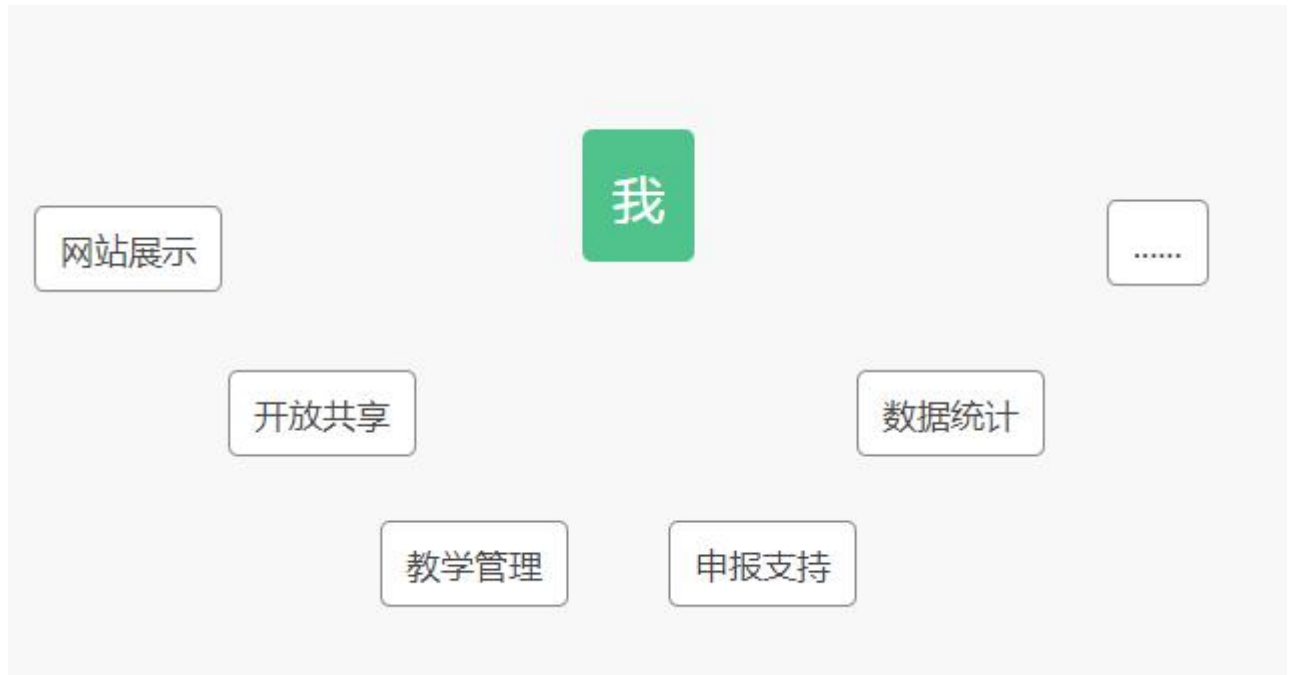 我
网站展示
......
开放共享
数据统计
教学管理
申报支持